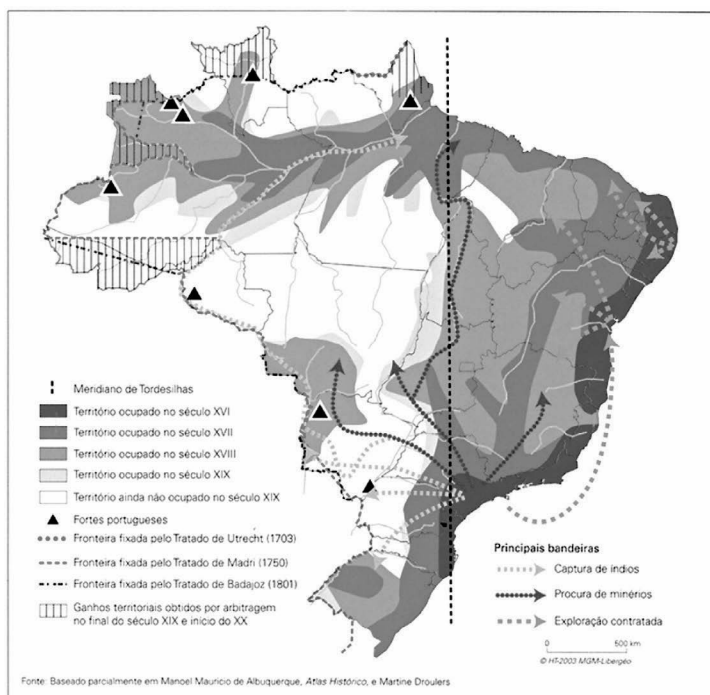 Meridiano de Tordesilhas
Território ocupado no século XVI
Território ocupado no século XVII
Território ocupado no século XVIII
Território ocupado no século XIX
Território ainda não ocupado no século XIX
Fortes portugueses
Fronteira fixada pelo Tratado de Utrecht (1703)
Fronteira fixada pelo Tratado de Madri (1750)
Fronteira fixada pelo Tratado de Badajoz (1801)
Ganhos territoriais obtidos por arbitragem
no final do século XIX e início do XX
Principais bandeiras
Captura de índios
Procura de minérios
Exploração contratada
0 500 km
© HT-2003 MGM-Libergéo
Fonte: Baseado parcialmente em Manoel Mauricio de Albuquerque, Atlas Histórico, e Martine Droulers